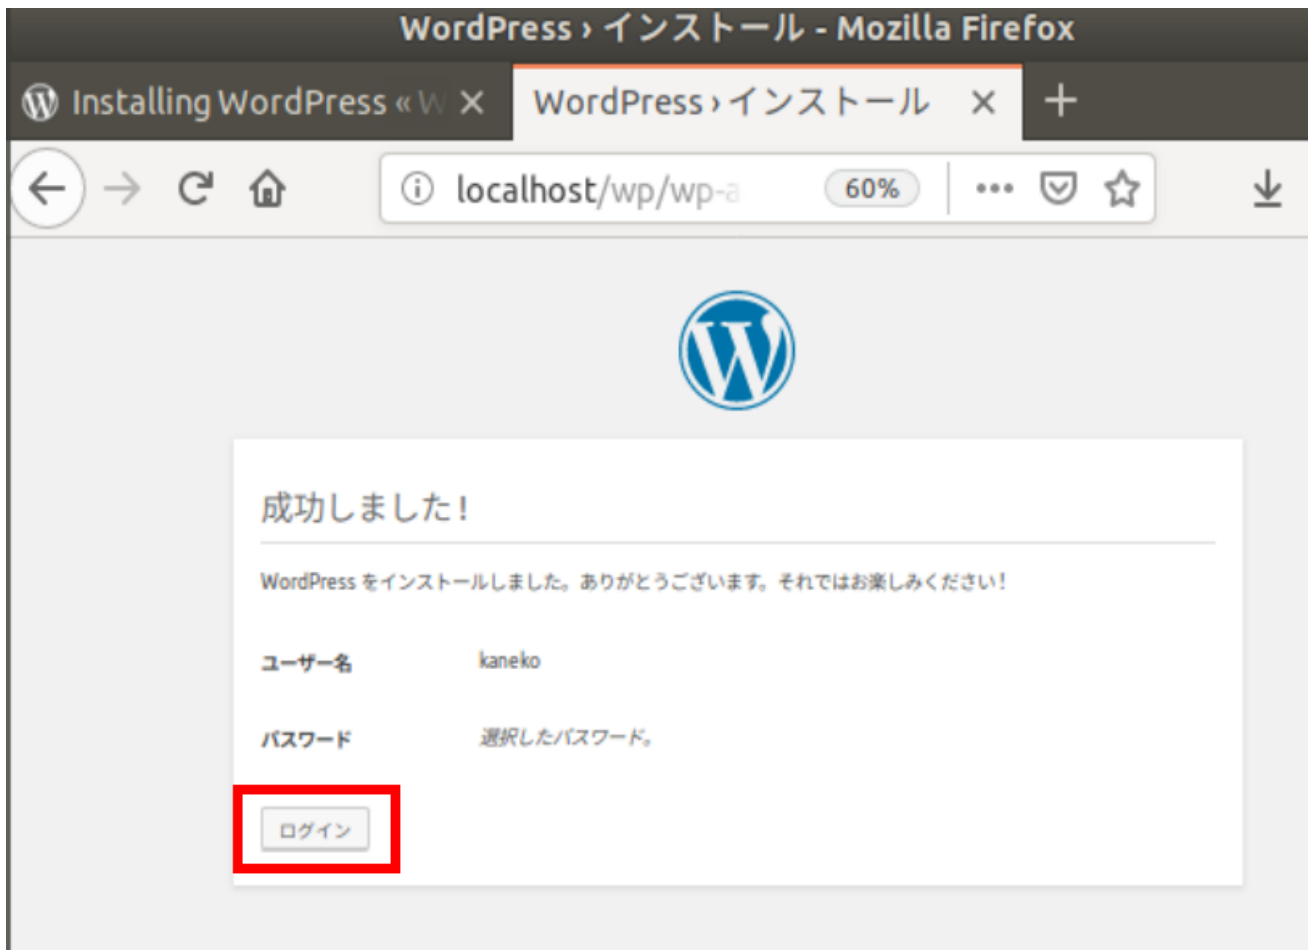 WordPress › インストール - Mozilla Firefox
Installing WordPress « W
WordPress › インストール
localhost/wp/wp-a
60%
成功しました!
WordPress をインストールしました。ありがとうございます。それではお楽しみください!
ユーザー名 kaneko
パスワード 選択したパスワード。
ログイン